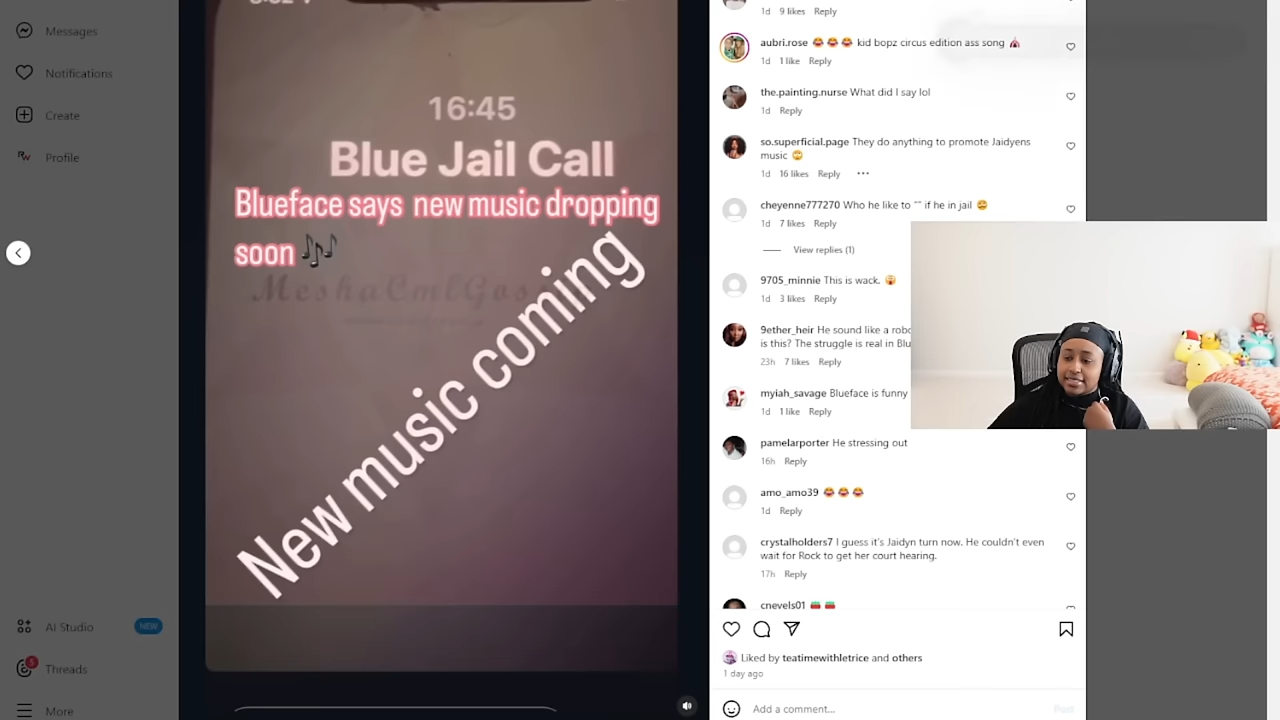 Messages
Notifications
Create
Profile
AI Studio
NEW
5
Threads
More
16:45
Blue Jail Call
Blueface says new music dropping
soon 🎶
New music coming
1d 9 likes Reply
aubri.rose 😂😂😂 kid bopz circus edition ass song 🎪
1d 1 like Reply
the.painting.nurse What did I say lol
1d Reply
so.superficial.page They do anything to promote Jaidyens
music 🙄
1d 16 likes Reply •••
cheyenne777270 Who he like to "" if he in jail 😩
1d 7 likes Reply
View replies (1)
9705_minnie This is wack.
1d 3 likes Reply
9ether_heir He sound like a robo
is this? The struggle is real in Blu
23h 7 likes Reply
myiah_savage Blueface is funny
1d 1 like Reply
pamelarporter He stressing out
16h Reply
amo_amo39 😂😂😂
1d Reply
crystalholders7 I guess it's Jaidyn turn now. He couldn't even
wait for Rock to get her court hearing.
17h Reply
cnevels01
Liked by teatimewithletrice and others
1 day ago
Add a comment...
Post